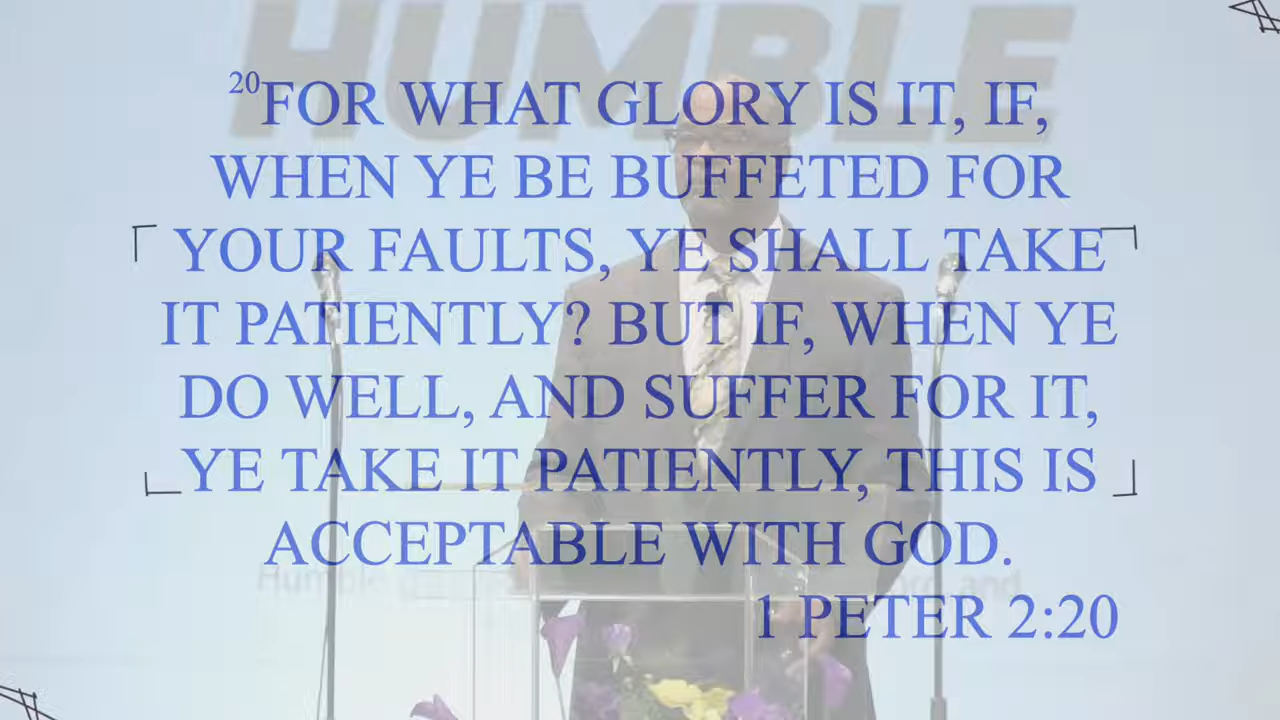 HUMBLE
²⁰FOR WHAT GLORY IS IT, IF,
WHEN YE BE BUFFETED FOR
YOUR FAULTS, YE SHALL TAKE
IT PATIENTLY? BUT IF, WHEN YE
DO WELL, AND SUFFER FOR IT,
YE TAKE IT PATIENTLY, THIS IS
ACCEPTABLE WITH GOD.
Humble and
1 PETER 2:20